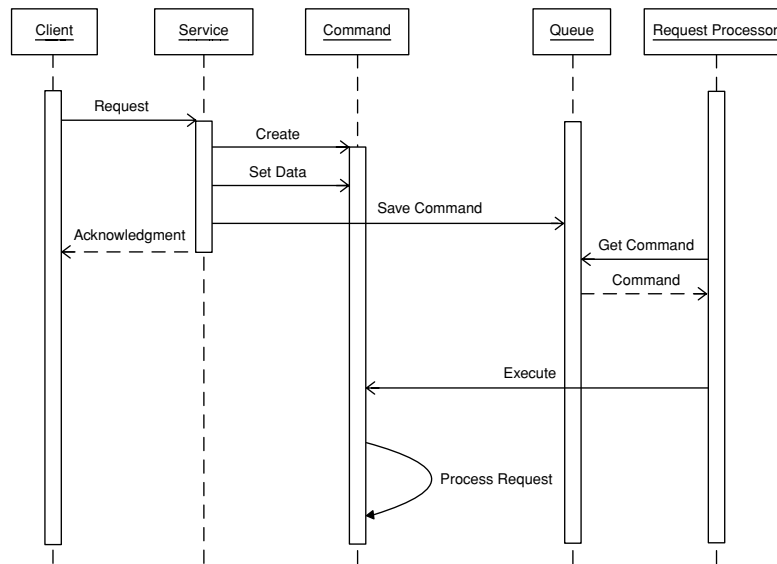 Client
Service
Command
Queue
Request Processor
Request
Create
Set Data
Save Command
Acknowledgment
Get Command
Command
Execute
Process Request